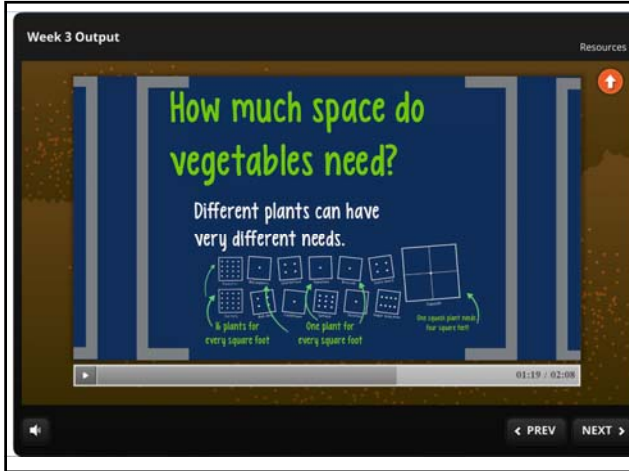 Week 3 Output
Resources
How much space do
vegetables need?
Different plants can have
very different needs.
16 plants for
every square foot
One plant for
every square foot
One squash plant needs
four square feet!
01:19 / 02:08
PREV
NEXT